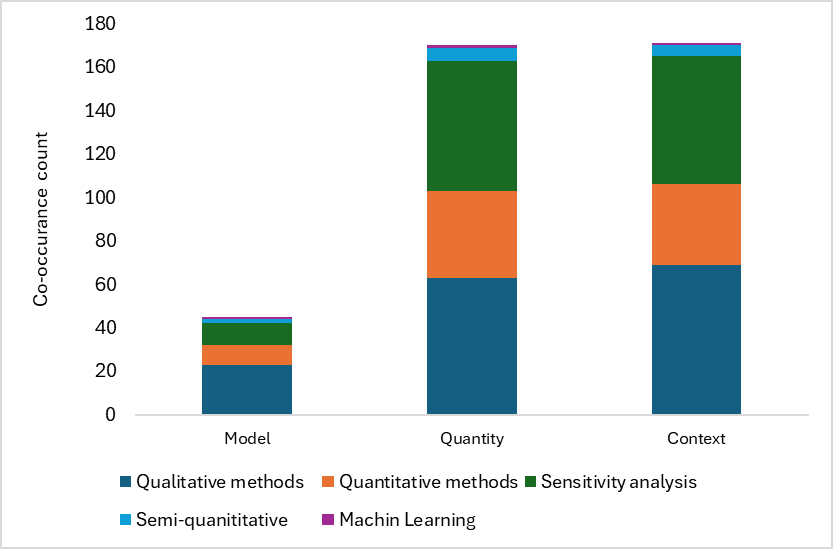 180
160
140
120
100
80
60
40
20
0
Co-occurance count
Model Quantity Context
Qualitative methods Quantitative methods Sensitivity analysis
Semi-quanititative Machin Learning